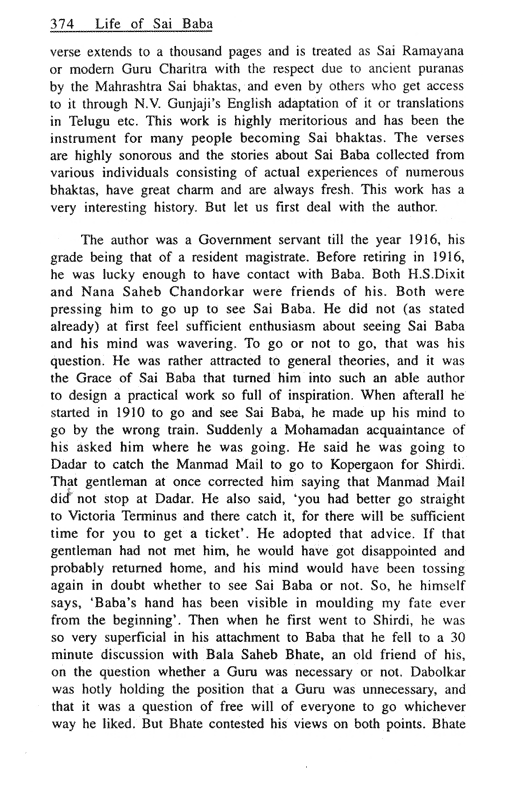 374 Life of Sai Baba
verse extends to a thousand pages and is treated as Sai Ramayana
or modern Guru Charitra with the respect due to ancient puranas
by the Mahrashtra Sai bhaktas, and even by others who get access
to it through N.V. Gunjaji's English adaptation of it or translations
in Telugu etc. This work is highly meritorious and has been the
instrument for many people becoming Sai bhaktas. The verses
are highly sonorous and the stories about Sai Baba collected from
various individuals consisting of actual experiences of numerous
bhaktas, have great charm and are always fresh. This work has a
very interesting history. But let us first deal with the author.
The author was a Government servant till the year 1916, his
grade being that of a resident magistrate. Before retiring in 1916,
he was lucky enough to have contact with Baba. Both H.S.Dixit
and Nana Saheb Chandorkar were friends of his. Both were
pressing him to go up to see Sai Baba. He did not (as stated
already) at first feel sufficient enthusiasm about seeing Sai Baba
and his mind was wavering. To go or not to go, that was his
question. He was rather attracted to general theories, and it was
the Grace of Sai Baba that turned him into such an able author
to design a practical work so full of inspiration. When afterall he
started in 1910 to go and see Sai Baba, he made up his mind to
go by the wrong train. Suddenly a Mohamadan acquaintance of
his asked him where he was going. He said he was going to
Dadar to catch the Manmad Mail to go to Kopergaon for Shirdi.
That gentleman at once corrected him saying that Manmad Mail
did not stop at Dadar. He also said, 'you had better go straight
to Victoria Terminus and there catch it, for there will be sufficient
time for you to get a ticket'. He adopted that advice. If that
gentleman had not met him, he would have got disappointed and
probably returned home, and his mind would have been tossing
again in doubt whether to see Sai Baba or not. So, he himself
says, 'Baba's hand has been visible in moulding my fate ever
from the beginning'. Then when he first went to Shirdi, he was
so very superficial in his attachment to Baba that he fell to a 30
minute discussion with Bala Saheb Bhate, an old friend of his,
on the question whether a Guru was necessary or not. Dabolkar
was hotly holding the position that a Guru was unnecessary, and
that it was a question of free will of everyone to go whichever
way he liked. But Bhate contested his views on both points. Bhate